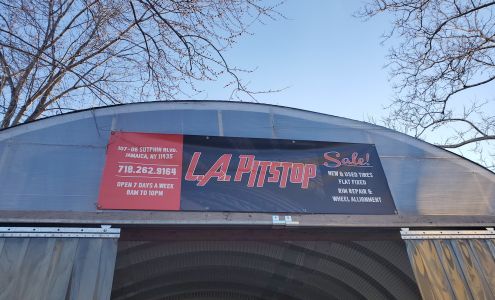 107-06 SUTPHIN BLVD.
JAMAICA, NY 11435
718.262.9164
OPEN 7 DAYS A WEEK
8AM TO 10PM
L.A. PITSTOP
Sale!
NEW & USED TIRES
FLAT FIXED
RIM REPAIR &
WHEEL ALLIGNMENT